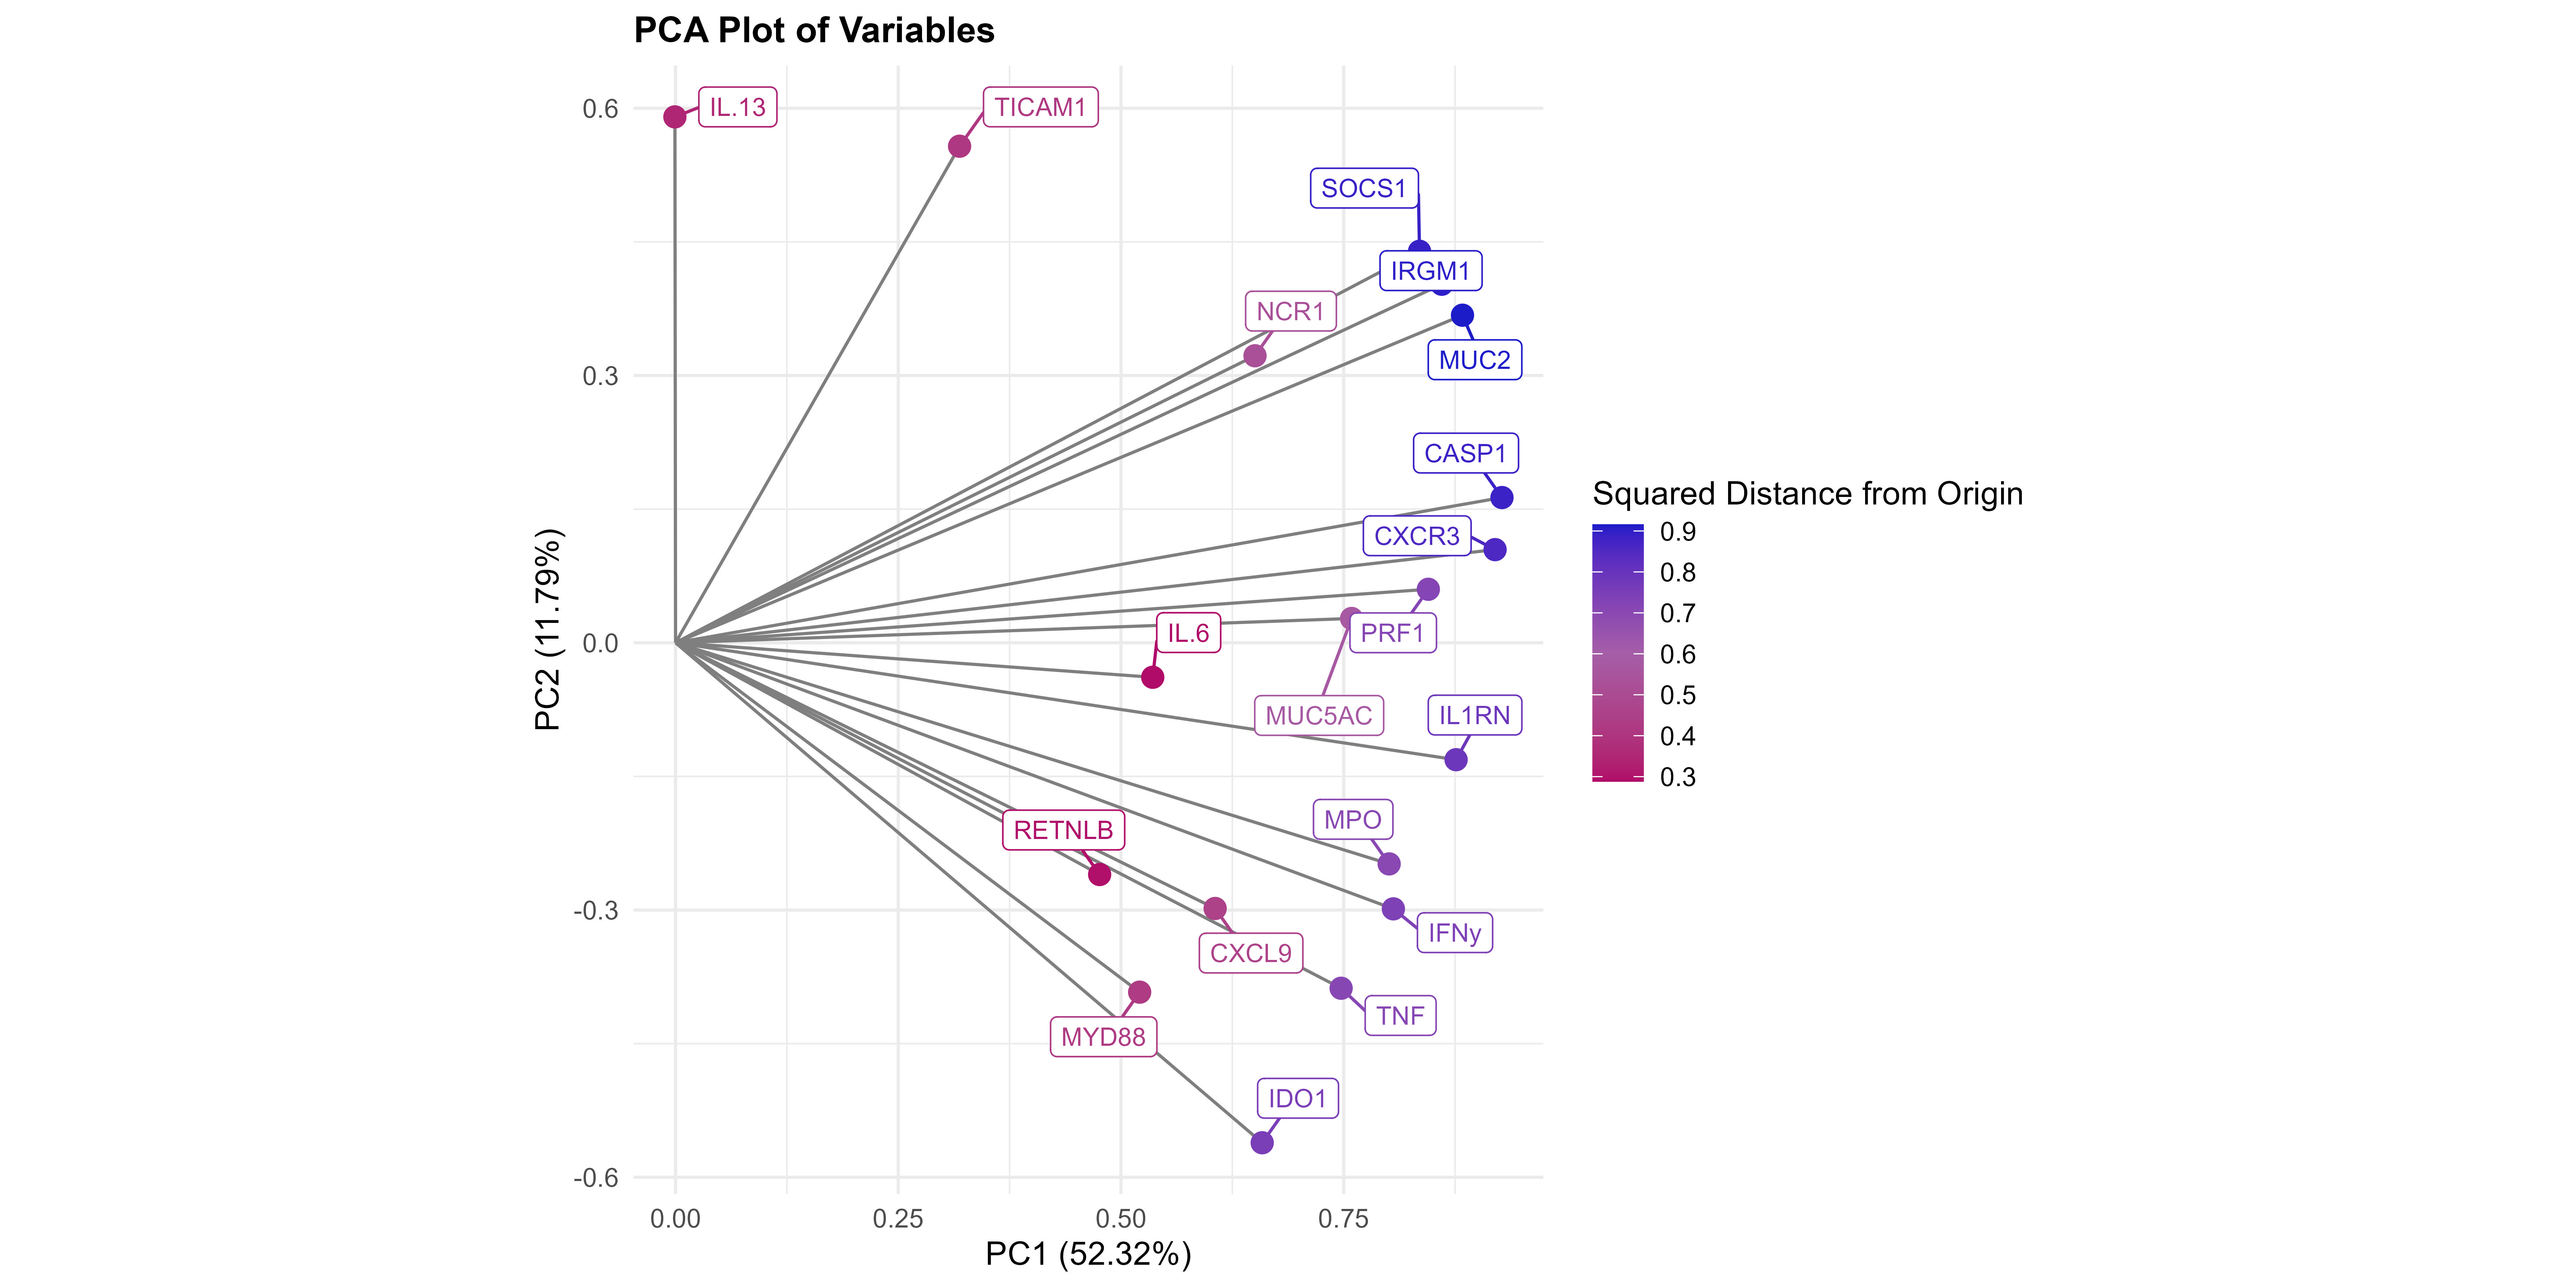 PCA Plot of Variables
0.6
0.3
0.0
-0.3
-0.6
PC2 (11.79%)
IL.13
TICAM1
SOCS1
IRGM1
NCR1
MUC2
CASP1
CXCR3
IL.6
PRF1
MUC5AC
IL1RN
MPO
RETNLB
IFNy
CXCL9
TNF
MYD88
IDO1
0.00
0.25
0.50
0.75
PC1 (52.32%)
Squared Distance from Origin
0.9
0.8
0.7
0.6
0.5
0.4
0.3